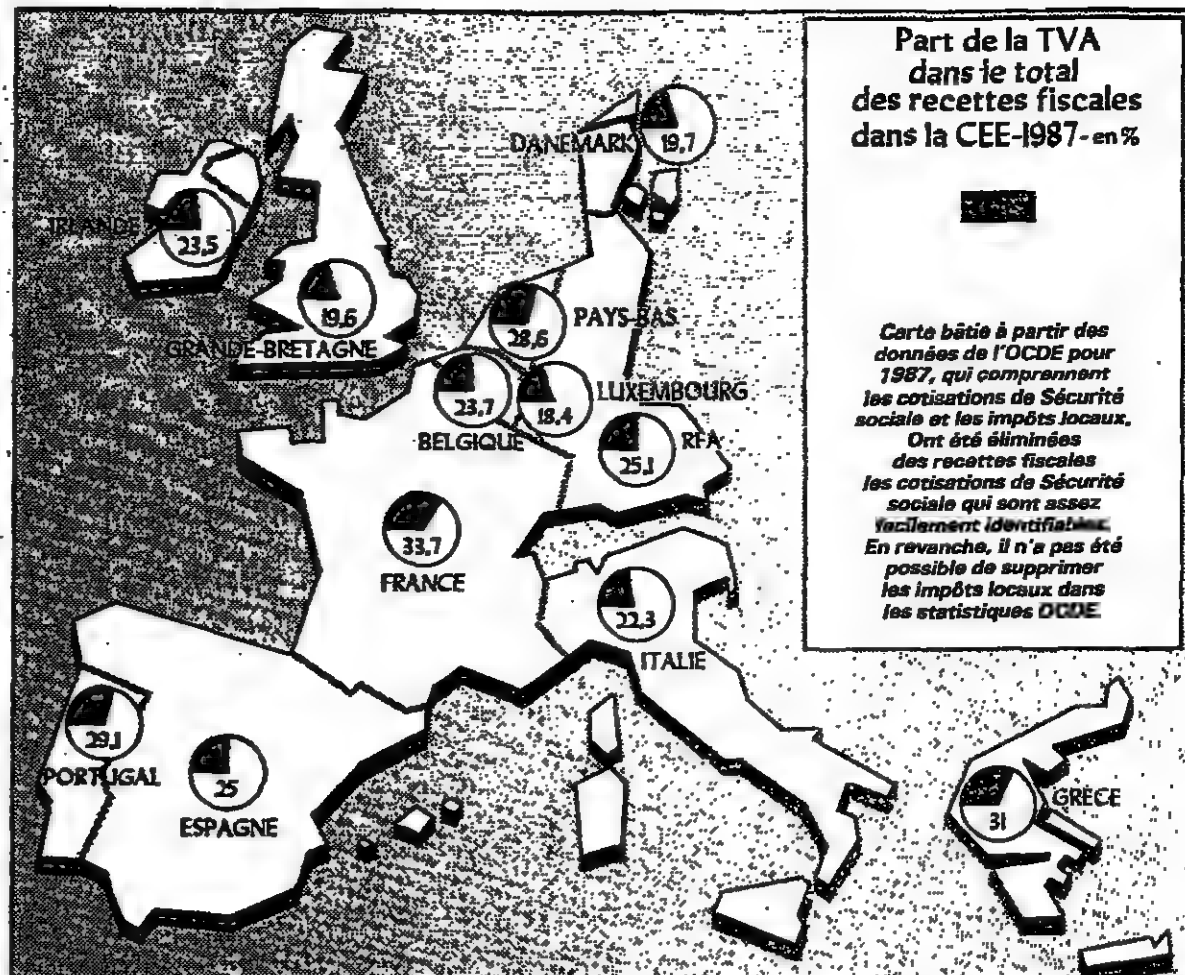 Part de la TVA
dans le total
des recettes fiscales
dans la CEE-1987- en %
Carte bâtie à partir des
données de l'OCDE pour
1987, qui comprennent
les cotisations de Sécurité
sociale et les impôts locaux.
Ont été éliminées
des recettes fiscales
les cotisations de Sécurité
sociale qui sont assez
facilement identifiables.
En revanche, il n'a pas été
possible de supprimer
les impôts locaux dans
les statistiques OCDE.
DANEMARK
19,7
IRLANDE
23,5
19,6
GRANDE-BRETAGNE
28,6
PAYS-BAS
23,7
BELGIQUE
18,4
LUXEMBOURG
25,1
RFA
33,7
FRANCE
22,3
ITALIE
29,1
PORTUGAL
25
ESPAGNE
31
GRÈCE